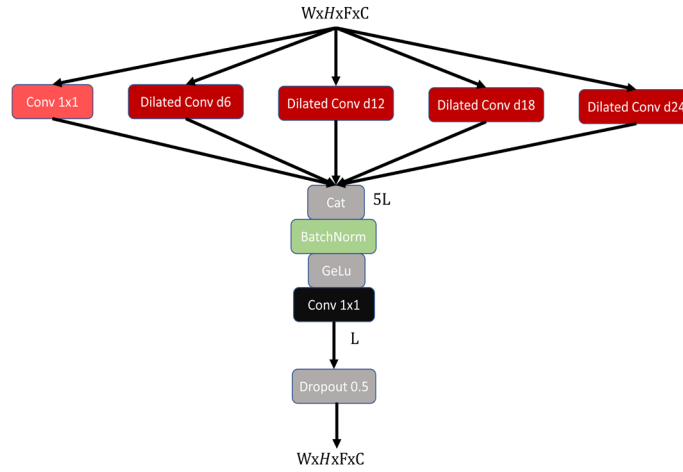 WxHxFxC
Conv 1x1
Dilated Conv d6
Dilated Conv d12
Dilated Conv d18
Dilated Conv d24
Cat
5L
BatchNorm
GeLu
Conv 1x1
L
Dropout 0.5
WxHxFxC